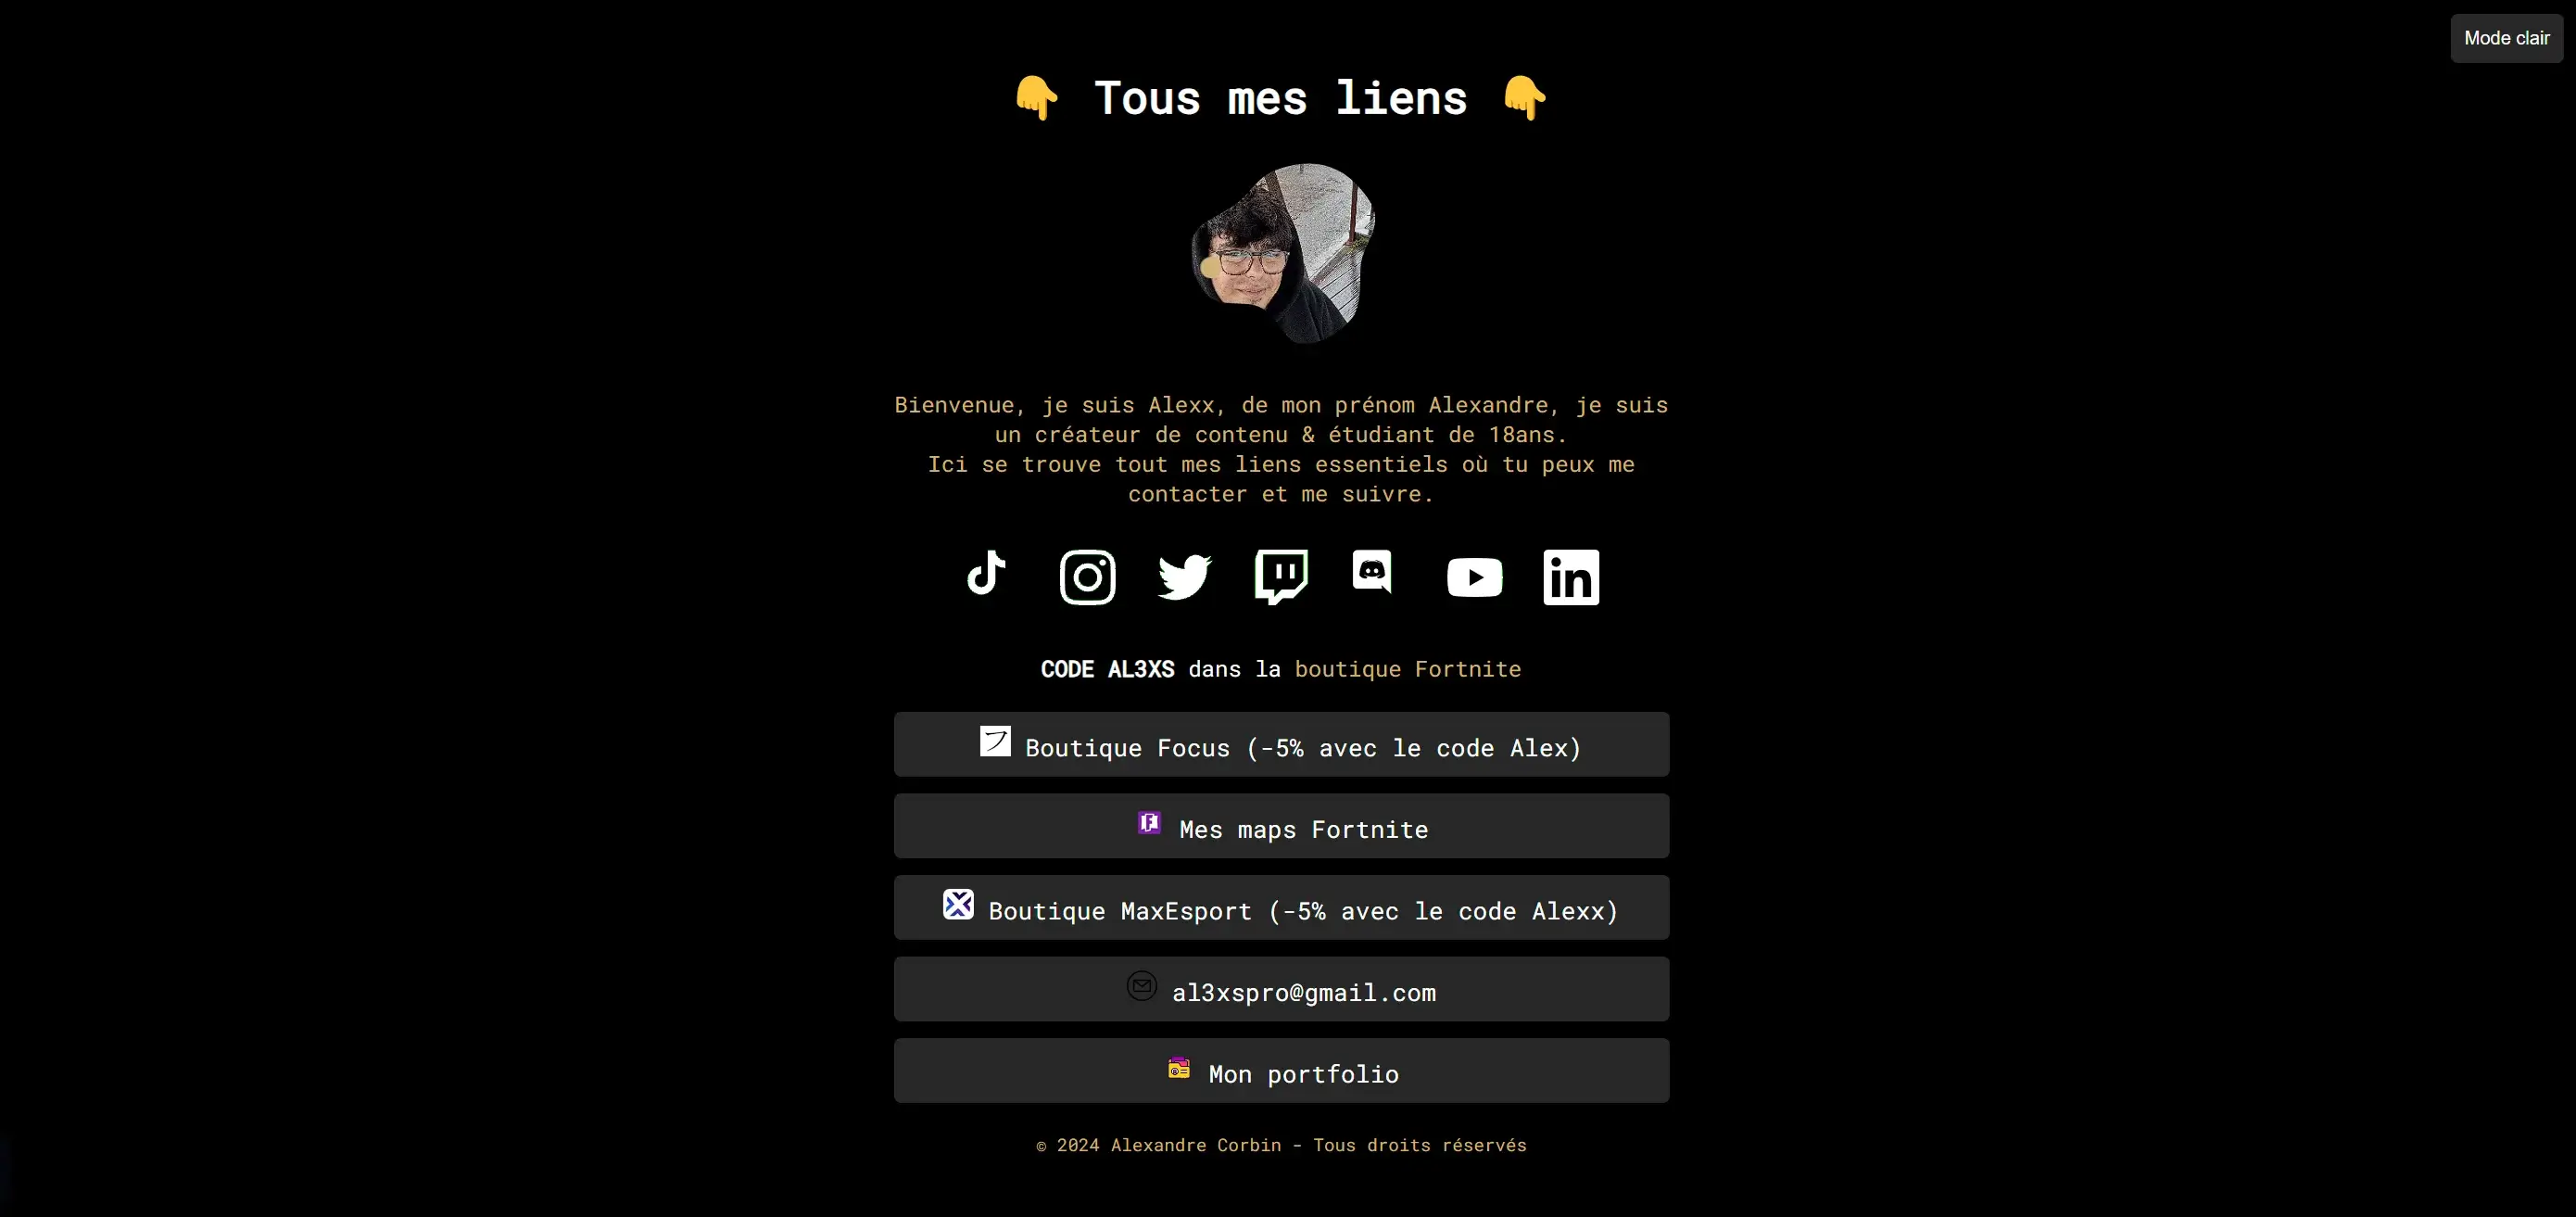 Mode clair
👇 Tous mes liens 👇
Bienvenue, je suis Alexx, de mon prénom Alexandre, je suis
un créateur de contenu & étudiant de 18ans.
Ici se trouve tout mes liens essentiels où tu peux me
contacter et me suivre.
in
CODE AL3XS dans la boutique Fortnite
フ Boutique Focus (-5% avec le code Alex)
F Mes maps Fortnite
Boutique MaxEsport (-5% avec le code Alexx)
al3xspro@gmail.com
Mon portfolio
© 2024 Alexandre Corbin - Tous droits réservés